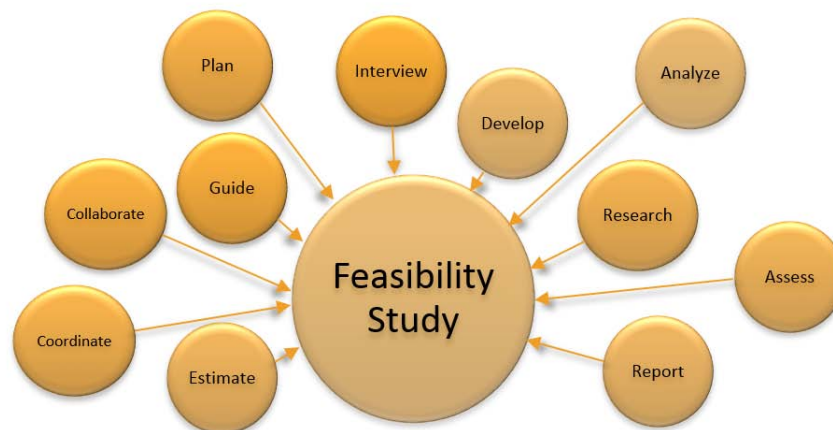 Plan
Interview
Analyze
Develop
Guide
Collaborate
Research
Feasibility
Study
Assess
Coordinate
Estimate
Report